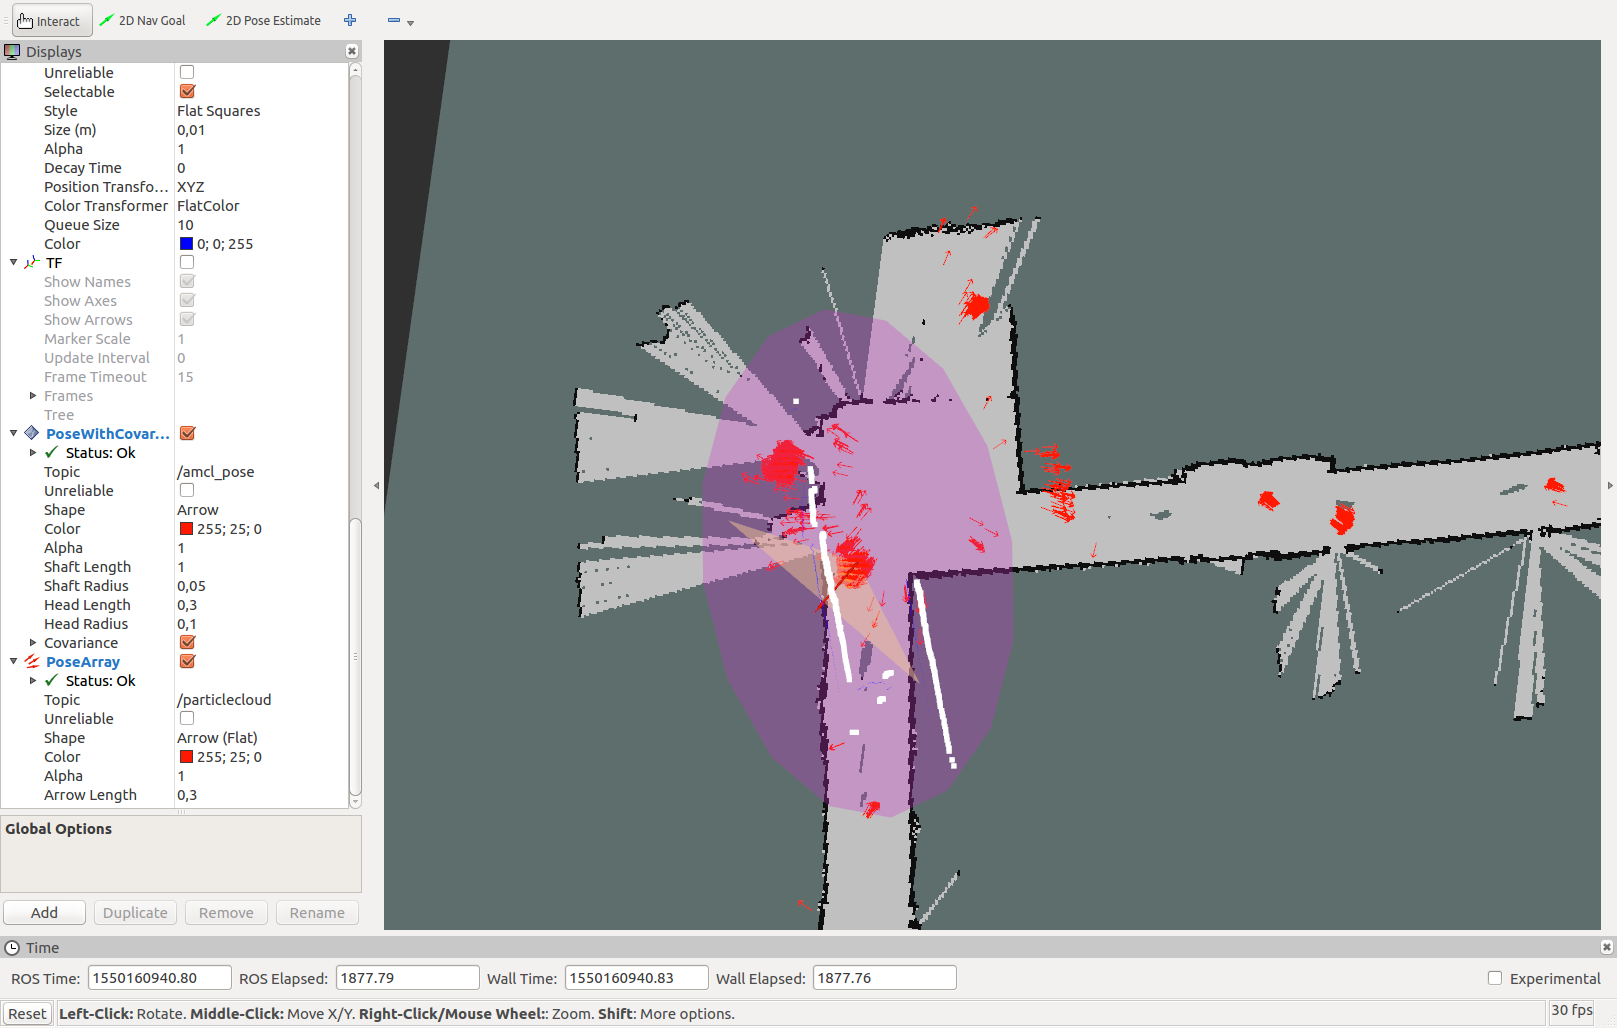 Interact 2D Nav Goal 2D Pose Estimate
Displays
Unreliable
Selectable
Style Flat Squares
Size (m) 0,01
Alpha 1
Decay Time 0
Position Transfo... XYZ
Color Transformer FlatColor
Queue Size 10
Color 0; 0; 255
TF
Show Names
Show Axes
Show Arrows
Marker Scale 1
Update Interval 0
Frame Timeout 15
Frames
Tree
PoseWithCovar...
Status: Ok
Topic /amcl_pose
Unreliable
Shape Arrow
Color 255; 25; 0
Alpha 1
Shaft Length 1
Shaft Radius 0,05
Head Length 0,3
Head Radius 0,1
Covariance
PoseArray
Status: Ok
Topic /particlecloud
Unreliable
Shape Arrow (Flat)
Color 255; 25; 0
Alpha 1
Arrow Length 0,3
Global Options
Add Duplicate Remove Rename
Time
ROS Time: 1550160940.80 ROS Elapsed: 1877.79 Wall Time: 1550160940.83 Wall Elapsed: 1877.76 Experimental
Reset Left-Click: Rotate. Middle-Click: Move X/Y. Right-Click/Mouse Wheel:: Zoom. Shift: More options. 30 fps